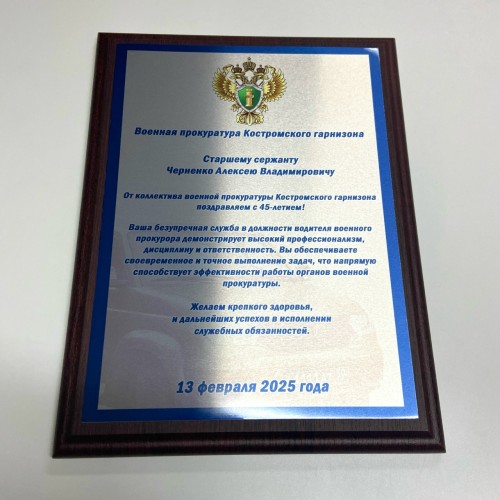 Военная прокуратура Костромского гарнизона
Старшему сержанту
Черненко Алексею Владимировичу
От коллектива военной прокуратуры Костромского гарнизона
поздравляем с 45-летием!
Ваша безупречная служба в должности водителя военного
прокурора демонстрирует высокий профессионализм,
дисциплину и ответственность. Вы обеспечиваете
своевременное и точное выполнение задач, что напрямую
способствует эффективности работы органов военной
прокуратуры.
Желаем крепкого здоровья,
и дальнейших успехов в исполнении
служебных обязанностей.
13 февраля 2025 года